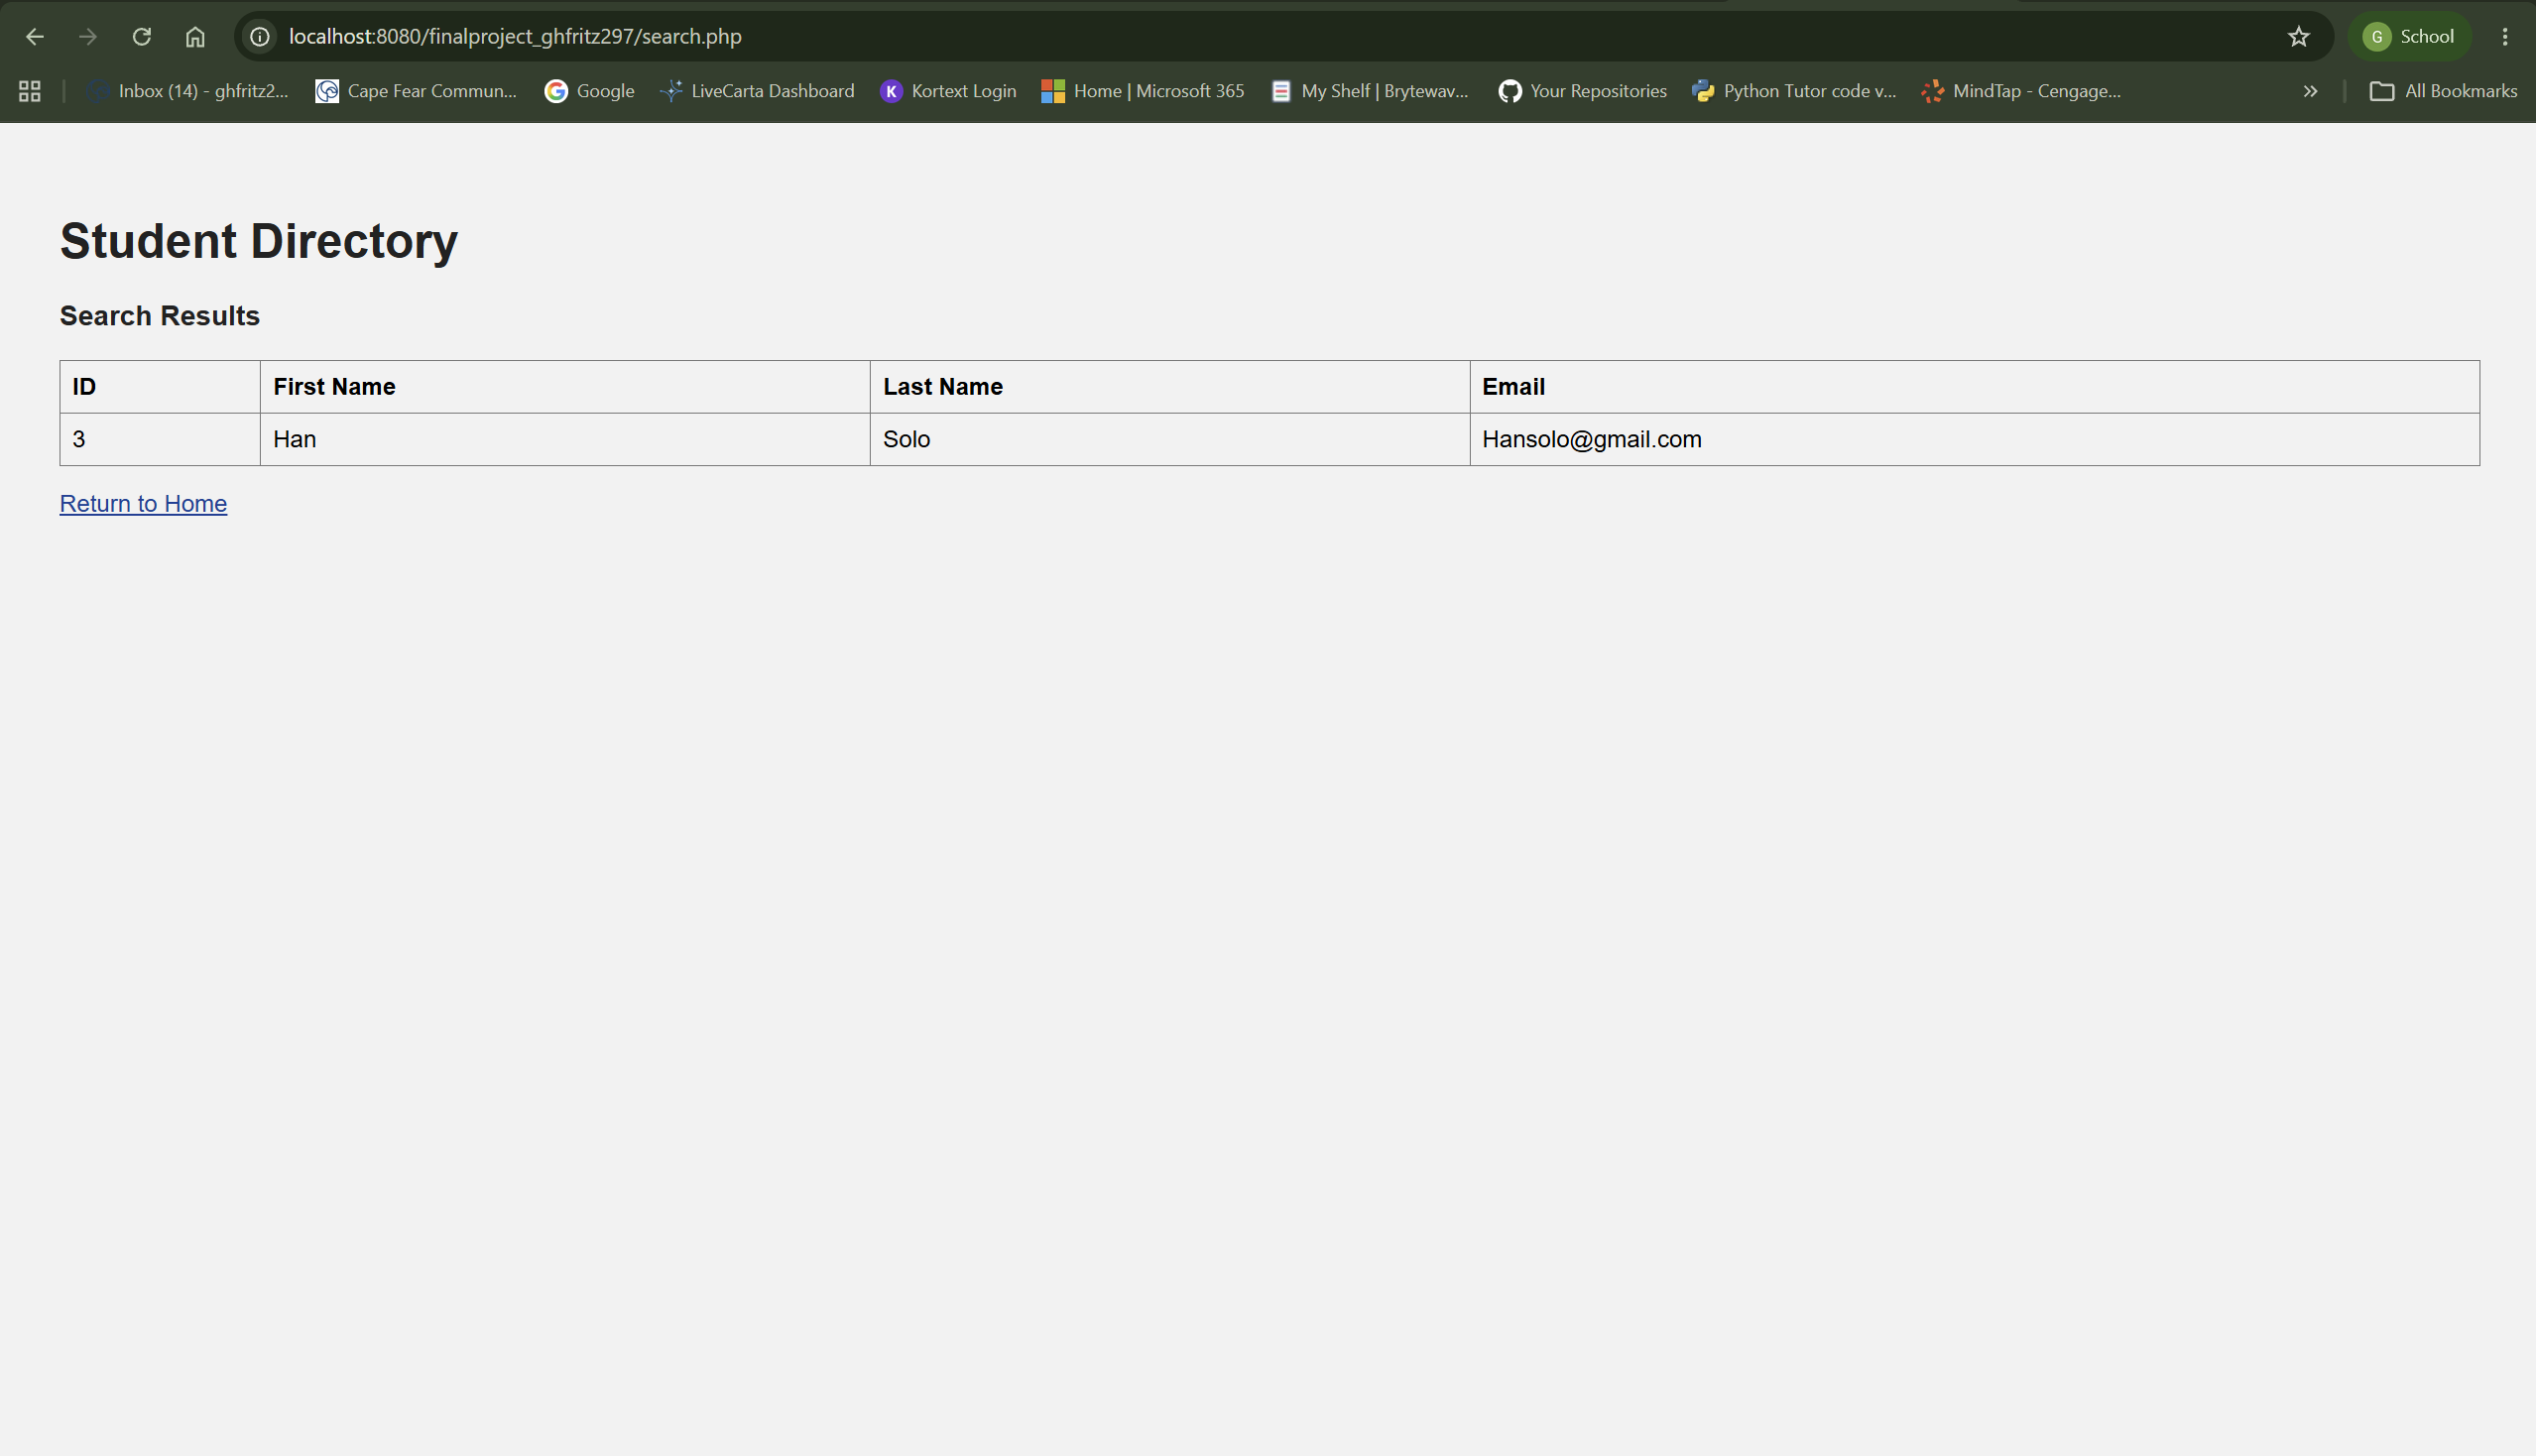 localhost:8080/finalproject_ghfritz297/search.php
G School
Inbox (14) - ghfritz2... Cape Fear Commun... Google LiveCarta Dashboard K Kortext Login Home | Microsoft 365 My Shelf | Brytewav... Your Repositories Python Tutor code v... MindTap - Cengage... » All Bookmarks
Student Directory
Search Results
ID First Name Last Name Email
3 Han Solo Hansolo@gmail.com
Return to Home